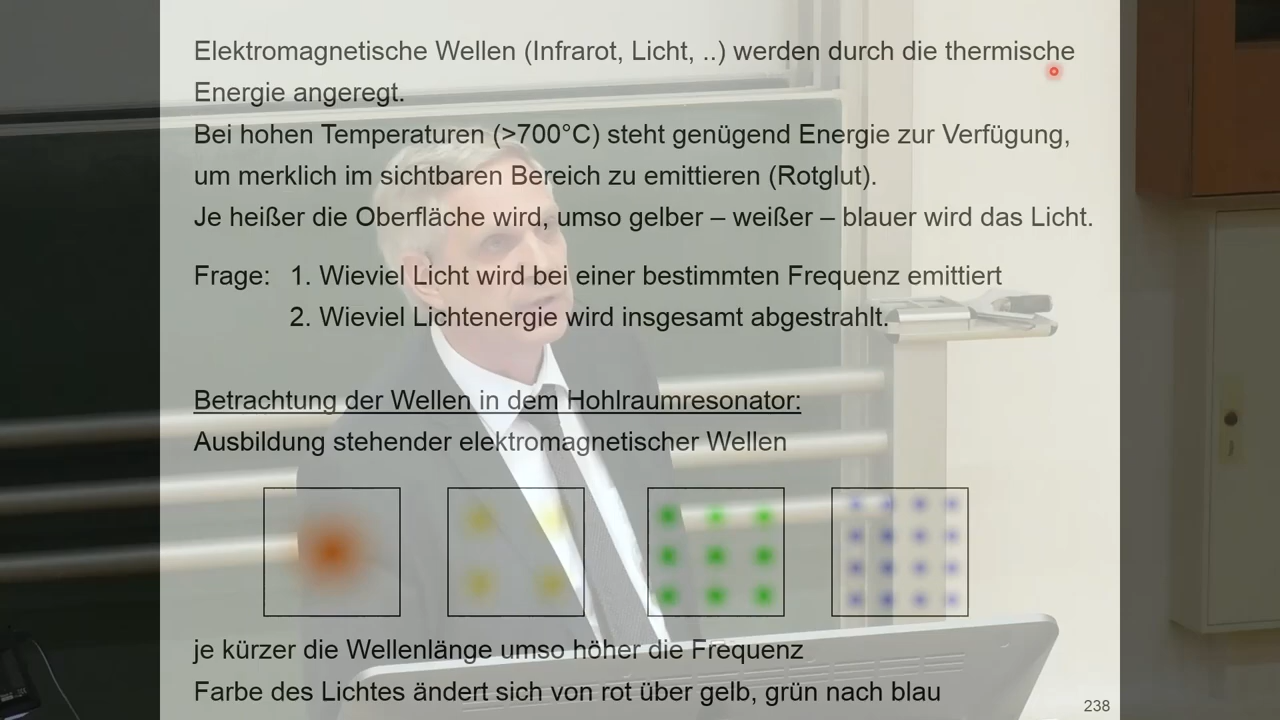 Elektromagnetische Wellen (Infrarot, Licht, ..) werden durch die thermische
Energie angeregt.
Bei hohen Temperaturen (>700°C) steht genügend Energie zur Verfügung,
um merklich im sichtbaren Bereich zu emittieren (Rotglut).
Je heißer die Oberfläche wird, umso gelber – weißer – blauer wird das Licht.
Frage: 1. Wieviel Licht wird bei einer bestimmten Frequenz emittiert
2. Wieviel Lichtenergie wird insgesamt abgestrahlt.
Betrachtung der Wellen in dem Hohlraumresonator:
Ausbildung stehender elektromagnetischer Wellen
je kürzer die Wellenlänge umso höher die Frequenz
Farbe des Lichtes ändert sich von rot über gelb, grün nach blau
238